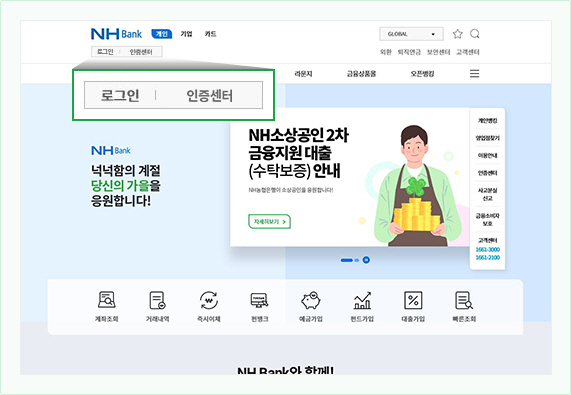 NH Bank 개인 기업 카드
GLOBAL
로그인 인증센터
외환 퇴직연금 보안센터 고객센터
라운지 금융상품몰 오픈뱅킹
로그인 인증센터
NH Bank
넉넉함의 계절
당신의 가을을
응원합니다!
NH소상공인 2차
금융지원 대출
(수탁보증) 안내
NH농협은행이 소상공인을 응원합니다!
자세히보기 >
개인뱅킹
영업점찾기
이용안내
인증센터
사고분실
신고
금융소비자
보호
고객센터
1661-3000
1661-2100
계좌조회 거래내역 즉시이체 펀뱅크 예금가입 펀드가입 대출가입 빠른조회
NH Bank와 함께!